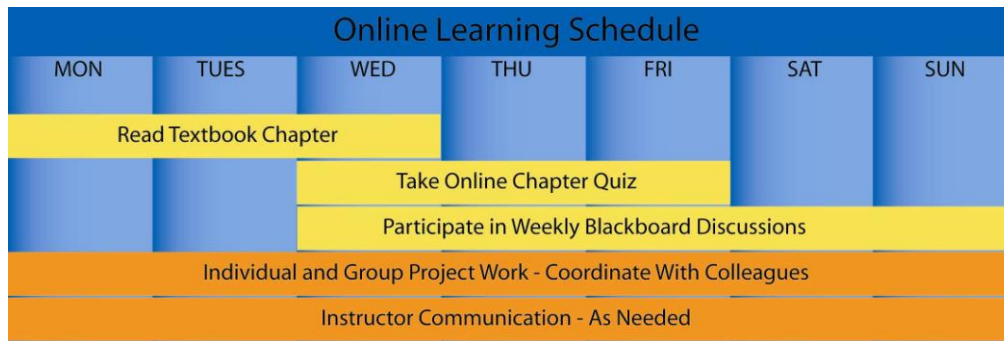 Online Learning Schedule
MON TUES WED THU FRI SAT SUN
Read Textbook Chapter
Take Online Chapter Quiz
Participate in Weekly Blackboard Discussions
Individual and Group Project Work - Coordinate With Colleagues
Instructor Communication - As Needed